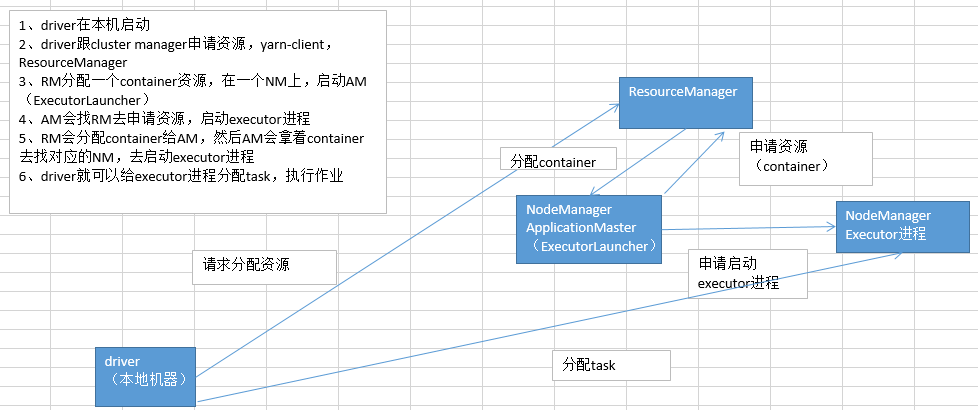 1、driver在本机启动
2、driver跟cluster manager申请资源，yarn-client，
ResourceManager
3、RM分配一个container资源，在一个NM上，启动AM
（ExecutorLauncher）
4、AM会找RM去申请资源，启动executor进程
5、RM会分配container给AM，然后AM会拿着container
去找对应的NM，去启动executor进程
6、driver就可以给executor进程分配task，执行作业
ResourceManager
分配container
申请资源
（container）
NodeManager
ApplicationMaster
（ExecutorLauncher）
NodeManager
Executor进程
请求分配资源
申请启动
executor进程
driver
（本地机器）
分配task